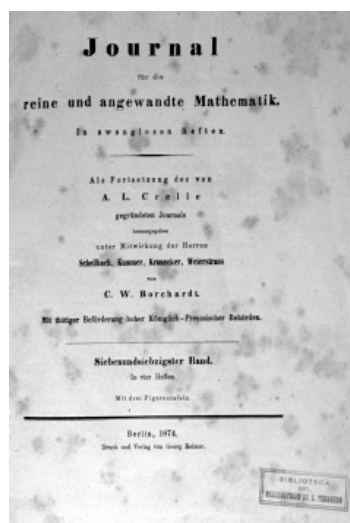 Journal
für die
reine und angewandte Mathematik.
In zwanglosen Heften.
Als Fortsetzung des von
A. L. Crelle
gegründeten Journals
herausgegeben
unter Mitwirkung der Herren
Schellbach, Kummer, Kronecker, Weierstrass
von
C. W. Borchardt.
Mit thätiger Beförderung hoher Königlich-Preussischer Behörden.
Siebenundsiebzigster Band.
In vier Heften.
Mit drei Figurentafeln.
Berlin, 1874.
Druck und Verlag von Georg Reimer.
BIBLIOTECA